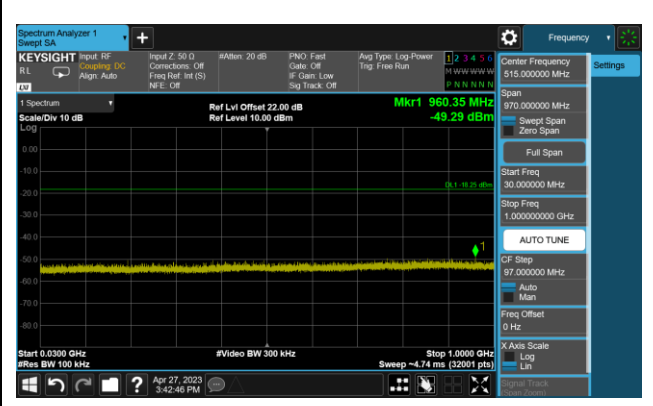 Spectrum Analyzer 1
Swept SA
Frequency
KEYSIGHT
RL
LXI
Input: RF
Coupling: DC
Align: Auto
Input Z: 50 Ω
Corrections: Off
Freq Ref: Int (S)
NFE: Off
#Atten: 20 dB
PNO: Fast
Gate: Off
IF Gain: Low
Sig Track: Off
Avg Type: Log-Power
Trig: Free Run
1 2 3 4 5 6
M W W W W W
P N N N N N
1 Spectrum
Scale/Div 10 dB
Log
Ref Lvl Offset 22.00 dB
Ref Level 10.00 dBm
Mkr1 960.35 MHz
-49.29 dBm
0.00
-10.0
-20.0
-30.0
-40.0
-50.0
-60.0
-70.0
-80.0
DL1 -18.25 dBm
1
Start 0.0300 GHz
#Res BW 100 kHz
#Video BW 300 kHz
Stop 1.0000 GHz
Sweep ~4.74 ms (32001 pts)
Apr 27, 2023
3:42:46 PM
Center Frequency
515.000000 MHz
Settings
Span
970.000000 MHz
Swept Span
Zero Span
Full Span
Start Freq
30.000000 MHz
Stop Freq
1.000000000 GHz
AUTO TUNE
CF Step
97.000000 MHz
Auto
Man
Freq Offset
0 Hz
X Axis Scale
Log
Lin
Signal Track
(Span Zoom)